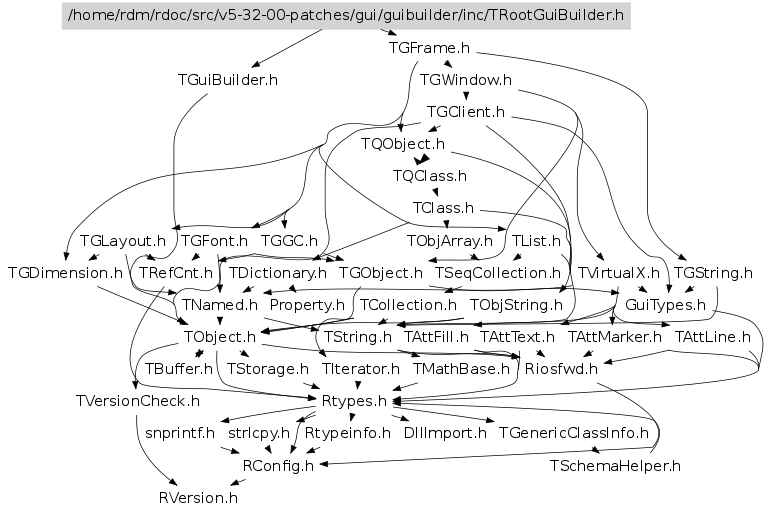 /home/rdm/rdoc/src/v5-32-00-patches/gui/guibuilder/inc/TRootGuiBuilder.h
TGFrame.h
TGuiBuilder.h TGWindow.h
TGClient.h
TQObject.h
TQClass.h
TClass.h
TGLayout.h TGFont.h TGGC.h TObjArray.h TList.h
TGDimension.h TRefCnt.h TDictionary.h TGObject.h TSeqCollection.h TVirtualX.h TGString.h
TNamed.h Property.h TCollection.h TObjString.h GuiTypes.h
TObject.h TString.h TAttFill.h TAttText.h TAttMarker.h TAttLine.h
TBuffer.h TStorage.h TIterator.h TMathBase.h Riosfwd.h
TVersionCheck.h Rtypes.h
snprintf.h strlcpy.h Rtypeinfo.h DllImport.h TGenericClassInfo.h
RConfig.h TSchemaHelper.h
RVersion.h